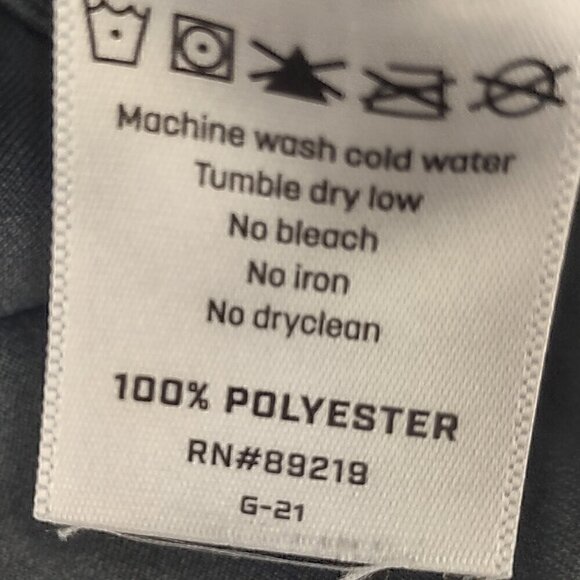 Machine wash cold water
Tumble dry low
No bleach
No iron
No dryclean
100% POLYESTER
RN#89219
G-21